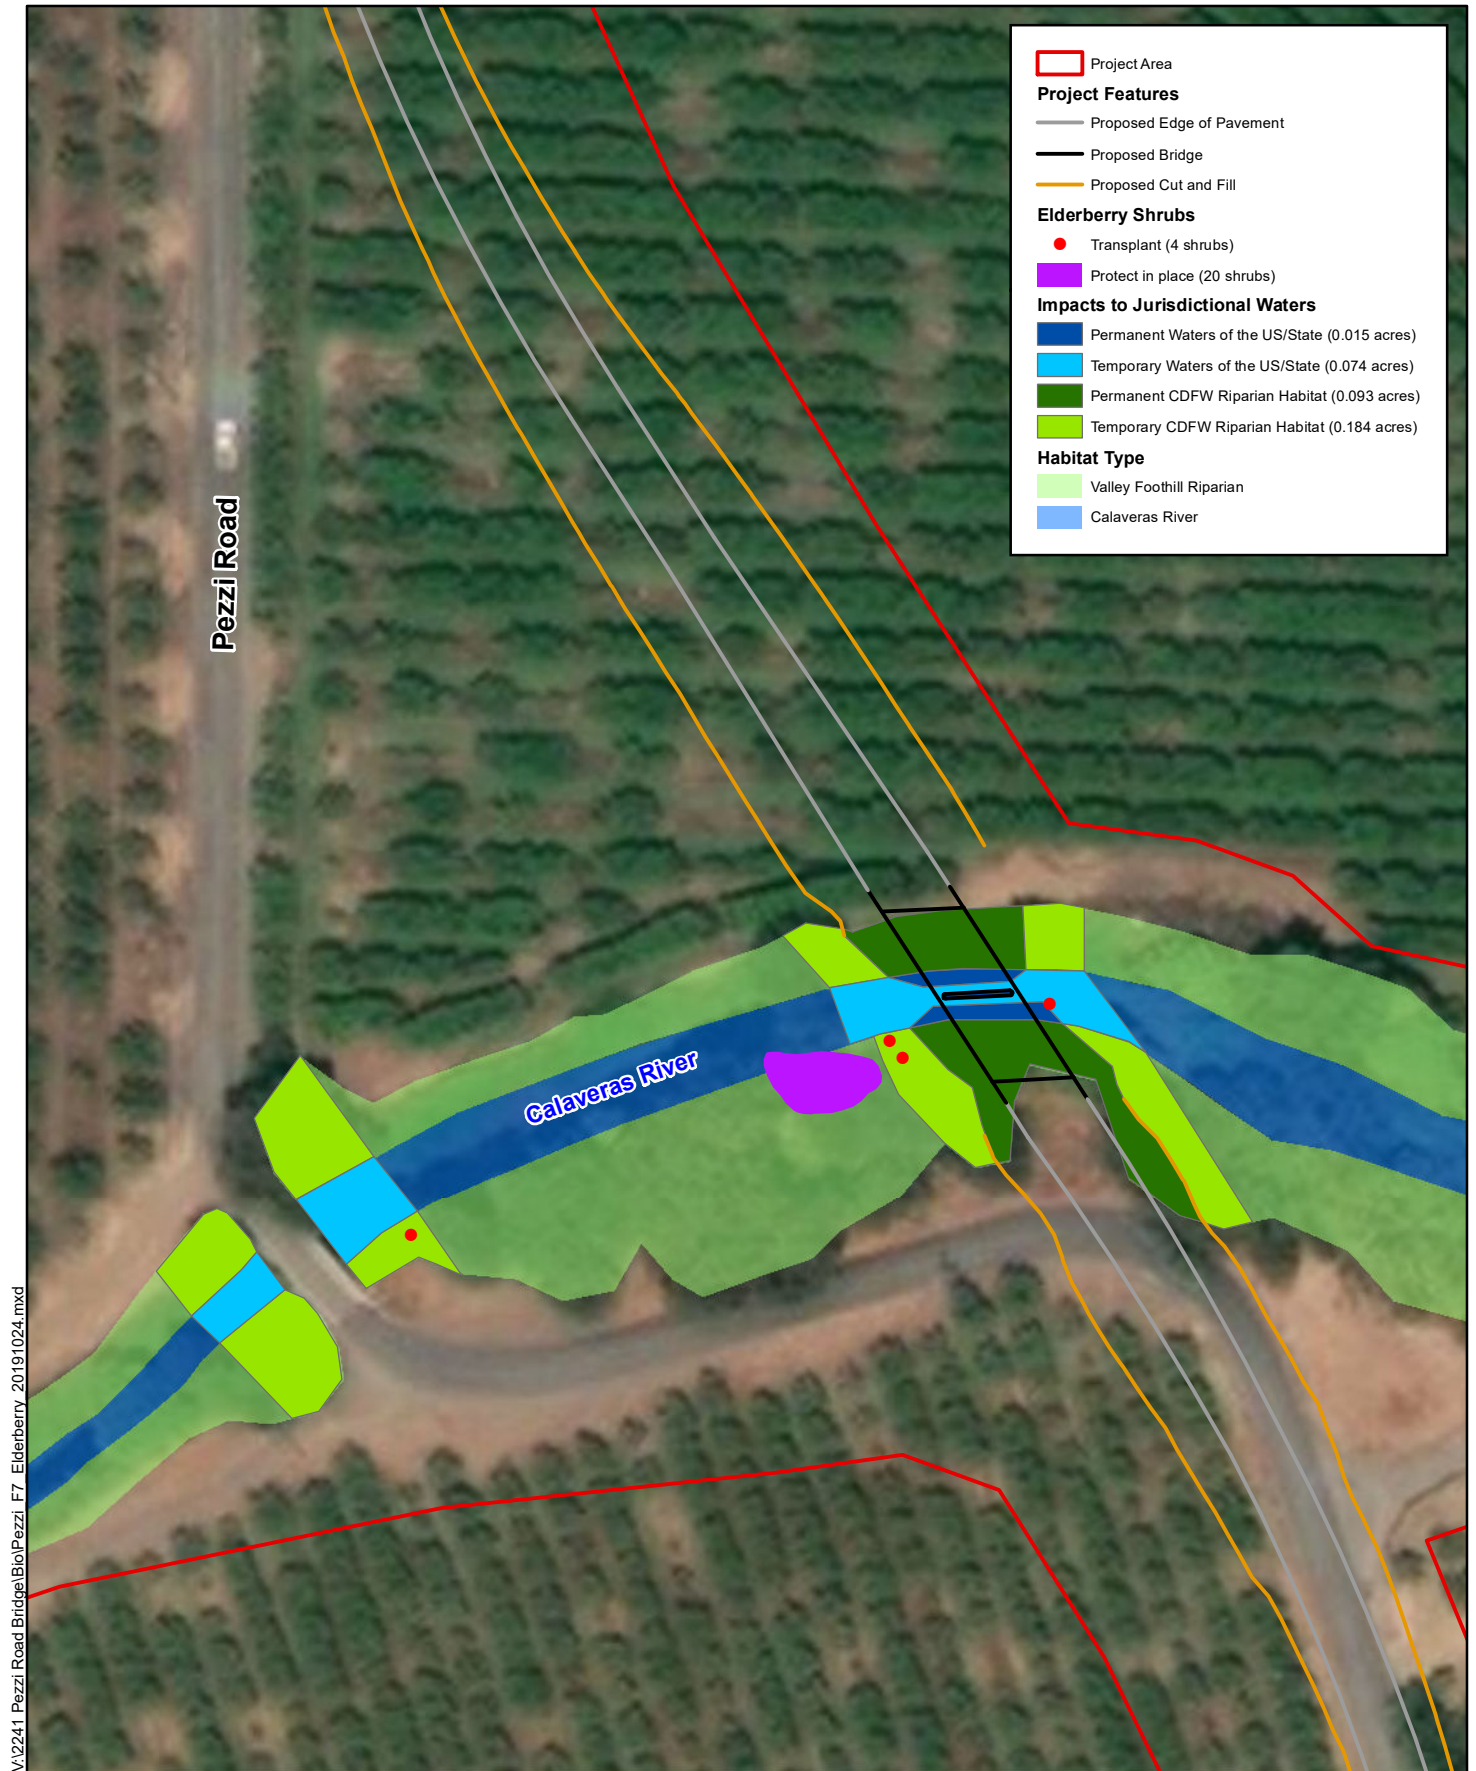 Project Area
Project Features
Proposed Edge of Pavement
Proposed Bridge
Proposed Cut and Fill
Elderberry Shrubs
Transplant (4 shrubs)
Protect in place (20 shrubs)
Impacts to Jurisdictional Waters
Permanent Waters of the US/State (0.015 acres)
Temporary Waters of the US/State (0.074 acres)
Permanent CDFW Riparian Habitat (0.093 acres)
Temporary CDFW Riparian Habitat (0.184 acres)
Habitat Type
Valley Foothill Riparian
Calaveras River
Pezzi Road
Calaveras River
V:\2241 Pezzi Road Bridge\Bio\Pezzi_F7_Elderberry_20191024.mxd